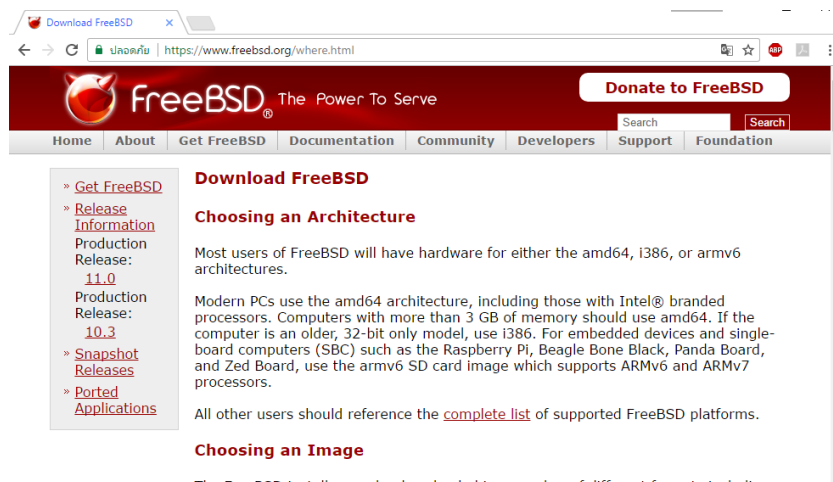 Download FreeBSD
ปลอดภัย | https://www.freebsd.org/where.html
ABP
FreeBSD® The Power To Serve
Donate to FreeBSD
Search Search
Home About Get FreeBSD Documentation Community Developers Support Foundation
» Get FreeBSD
» Release
Information
Production
Release:
11.0
Production
Release:
10.3
» Snapshot
Releases
» Ported
Applications
Download FreeBSD
Choosing an Architecture
Most users of FreeBSD will have hardware for either the amd64, i386, or armv6
architectures.
Modern PCs use the amd64 architecture, including those with Intel® branded
processors. Computers with more than 3 GB of memory should use amd64. If the
computer is an older, 32-bit only model, use i386. For embedded devices and single-
board computers (SBC) such as the Raspberry Pi, Beagle Bone Black, Panda Board,
and Zed Board, use the armv6 SD card image which supports ARMv6 and ARMv7
processors.
All other users should reference the complete list of supported FreeBSD platforms.
Choosing an Image